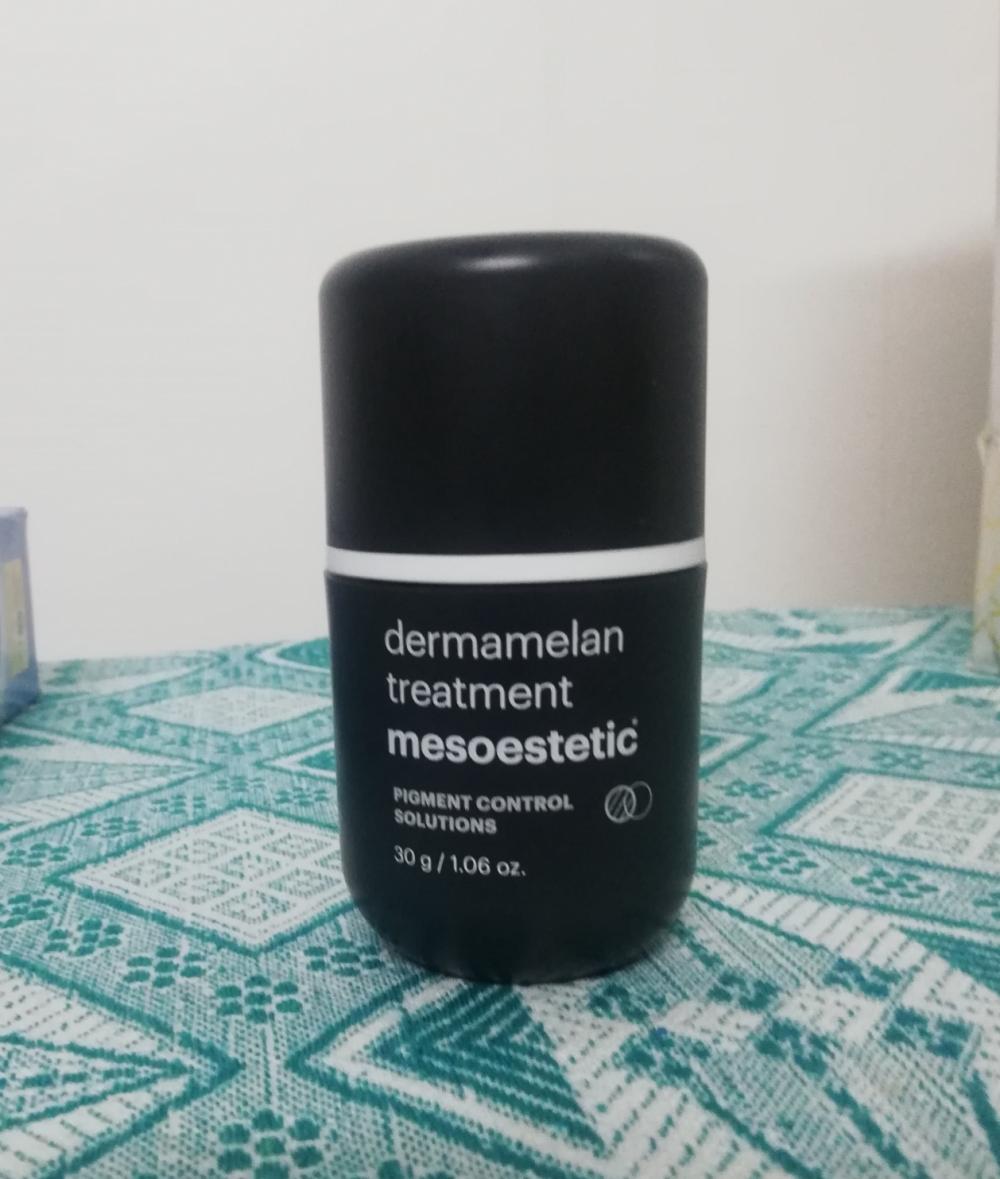 dermamelan
treatment
mesoestetic®
PIGMENT CONTROL
SOLUTIONS
30 g / 1.06 oz.